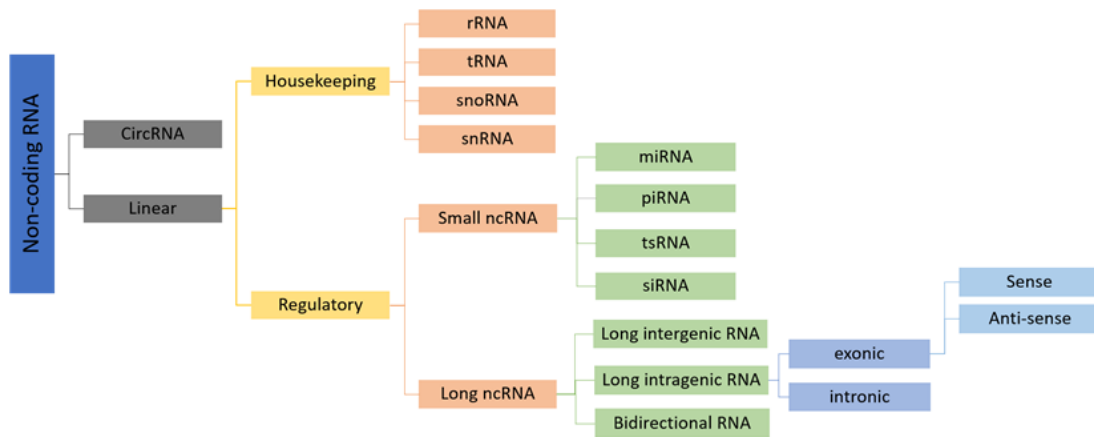 Non-coding RNA
CircRNA
Linear
Housekeeping
Regulatory
rRNA
tRNA
snoRNA
snRNA
Small ncRNA
Long ncRNA
miRNA
piRNA
tsRNA
siRNA
Long intergenic RNA
Long intragenic RNA
Bidirectional RNA
exonic
intronic
Sense
Anti-sense